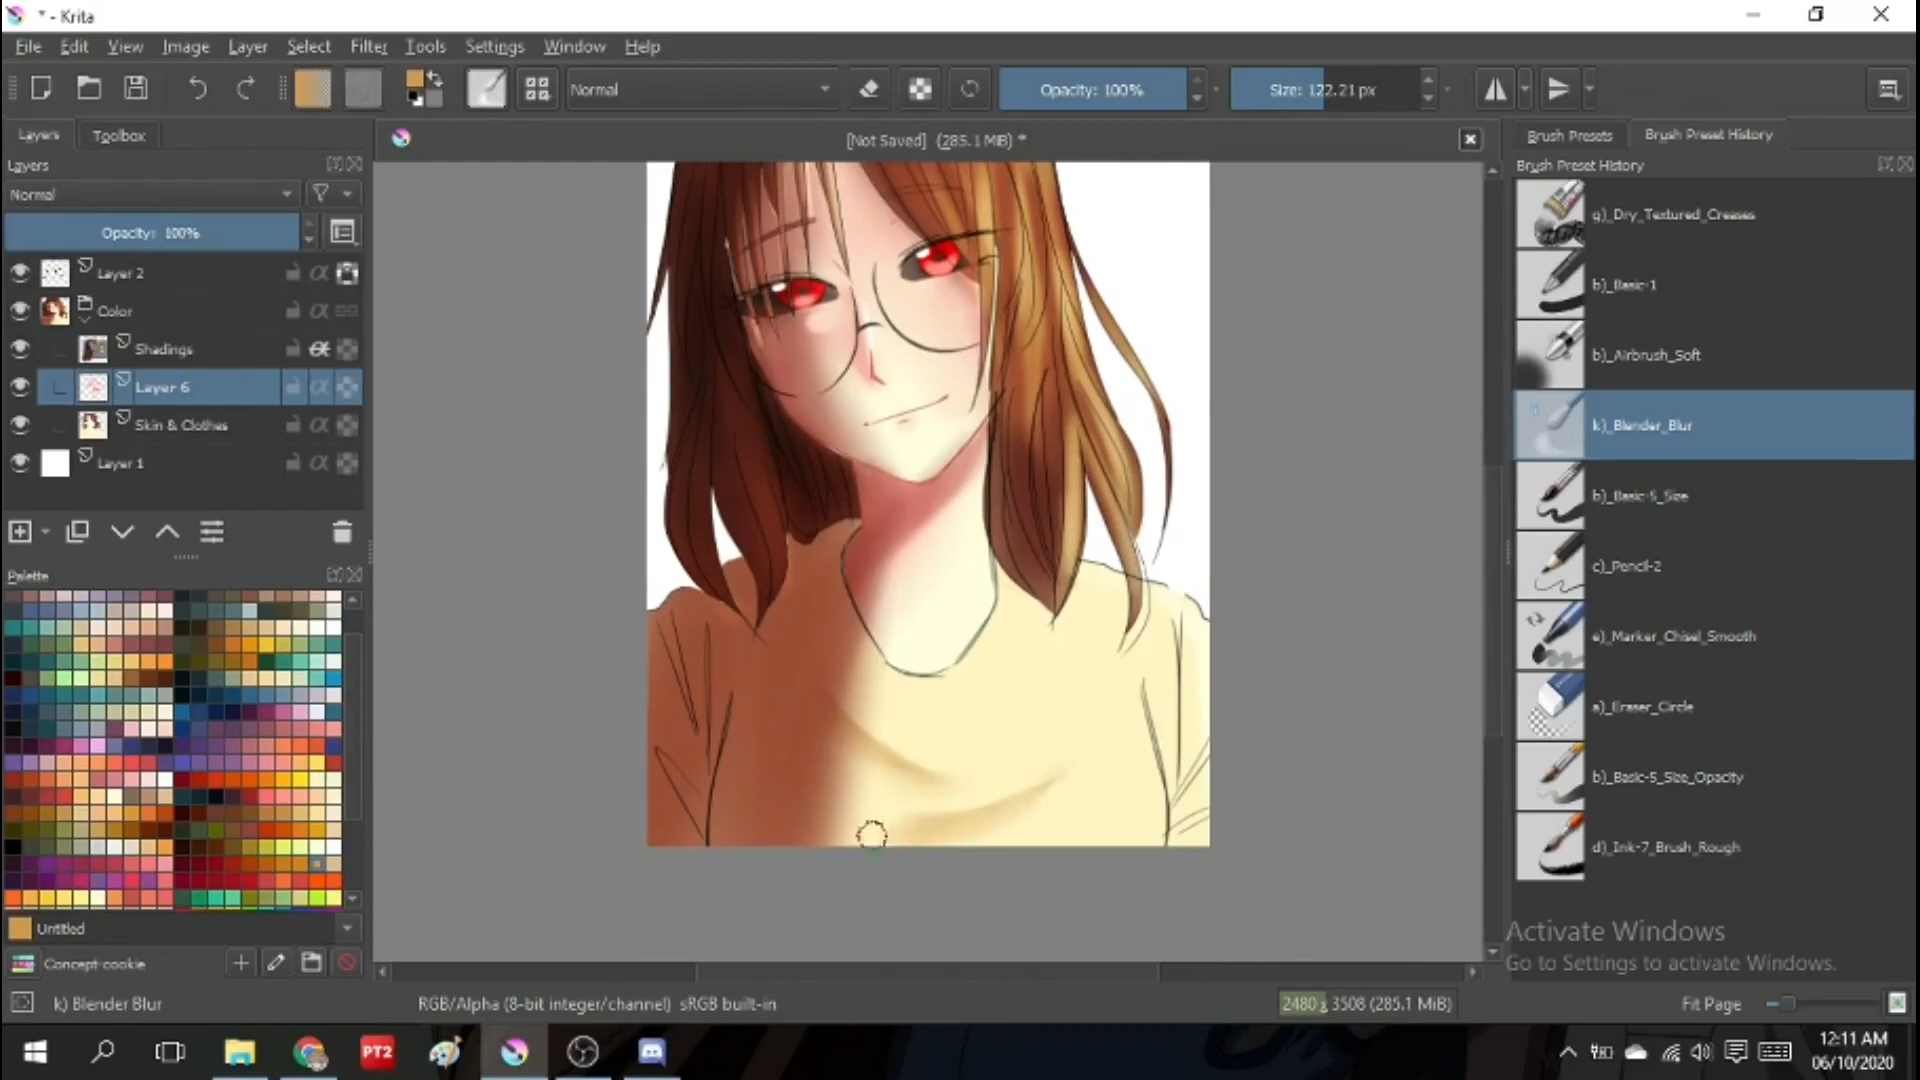 * - Krita
File Edit View Image Layer Select Filter Tools Settings Window Help
Normal
Opacity: 100%
Size: 122.21 px
Layers Toolbox
[Not Saved] (285.1 MiB) *
Brush Presets Brush Preset History
Layers
Brush Preset History
Normal
Opacity: 100%
Layer 2
Color
Shadings
Layer 6
Skin & Clothes
Layer 1
Palette
Untitled
Concept-cookie
g)_Dry_Textured_Creases
b)_Basic-1
b)_Airbrush_Soft
k)_Blender_Blur
b)_Basic-5_Size
c)_Pencil-2
e)_Marker_Chisel_Smooth
a)_Eraser_Circle
b)_Basic-5_Size_Opacity
d)_Ink-7_Brush_Rough
Activate Windows
Go to Settings to activate Windows.
k) Blender Blur
RGB/Alpha (8-bit integer/channel) sRGB built-in
2480 x 3508 (285.1 MiB)
Fit Page
PT2
12:11 AM
06/10/2020